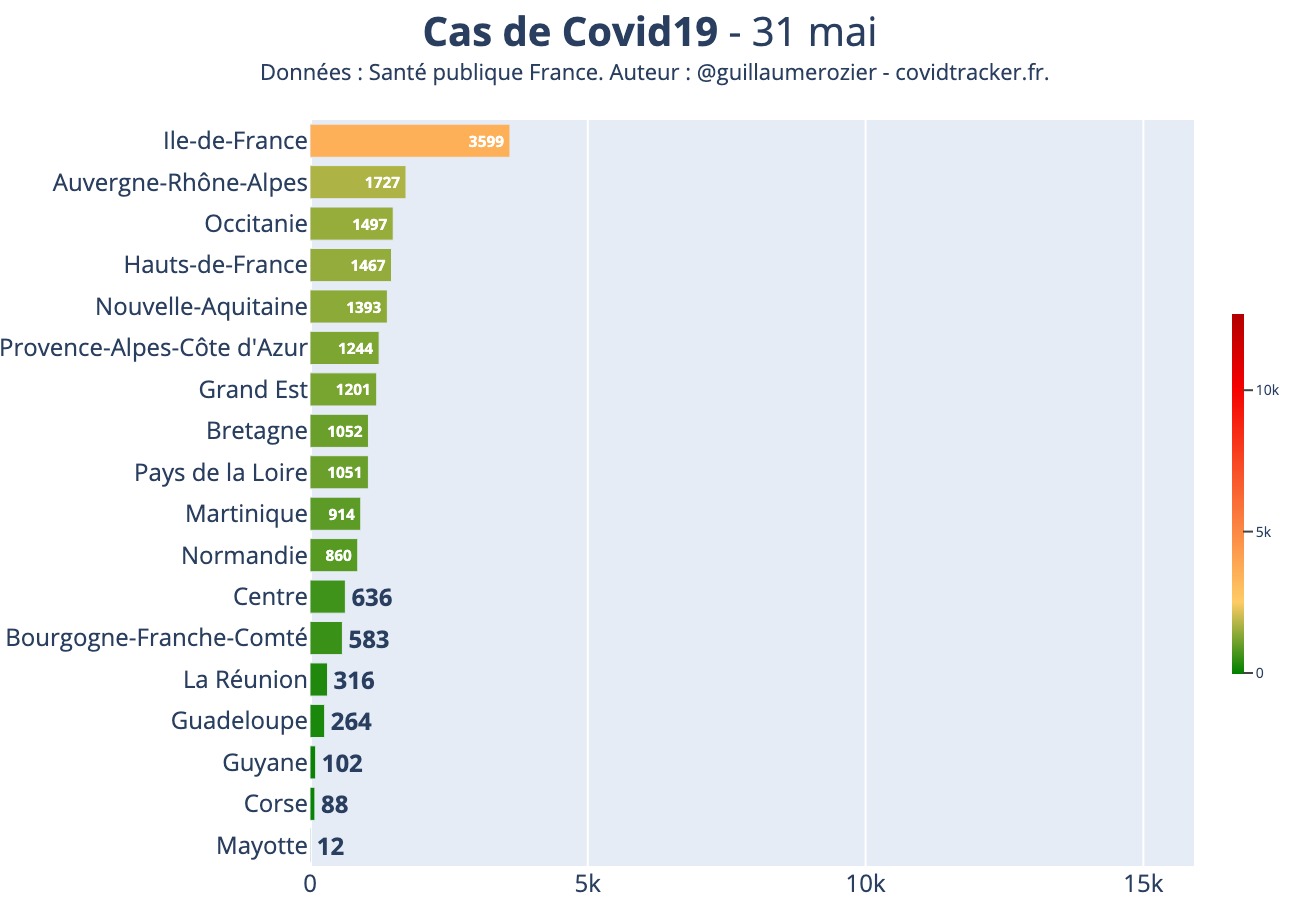 Cas de Covid19 - 31 mai
Données : Santé publique France. Auteur : @guillaumerozier - covidtracker.fr.
Ile-de-France 3599
Auvergne-Rhône-Alpes 1727
Occitanie 1497
Hauts-de-France 1467
Nouvelle-Aquitaine 1393
Provence-Alpes-Côte d'Azur 1244
Grand Est 1201
Bretagne 1052
Pays de la Loire 1051
Martinique 914
Normandie 860
Centre 636
Bourgogne-Franche-Comté 583
La Réunion 316
Guadeloupe 264
Guyane 102
Corse 88
Mayotte 12
0 5k 10k 15k
10k
5k
0